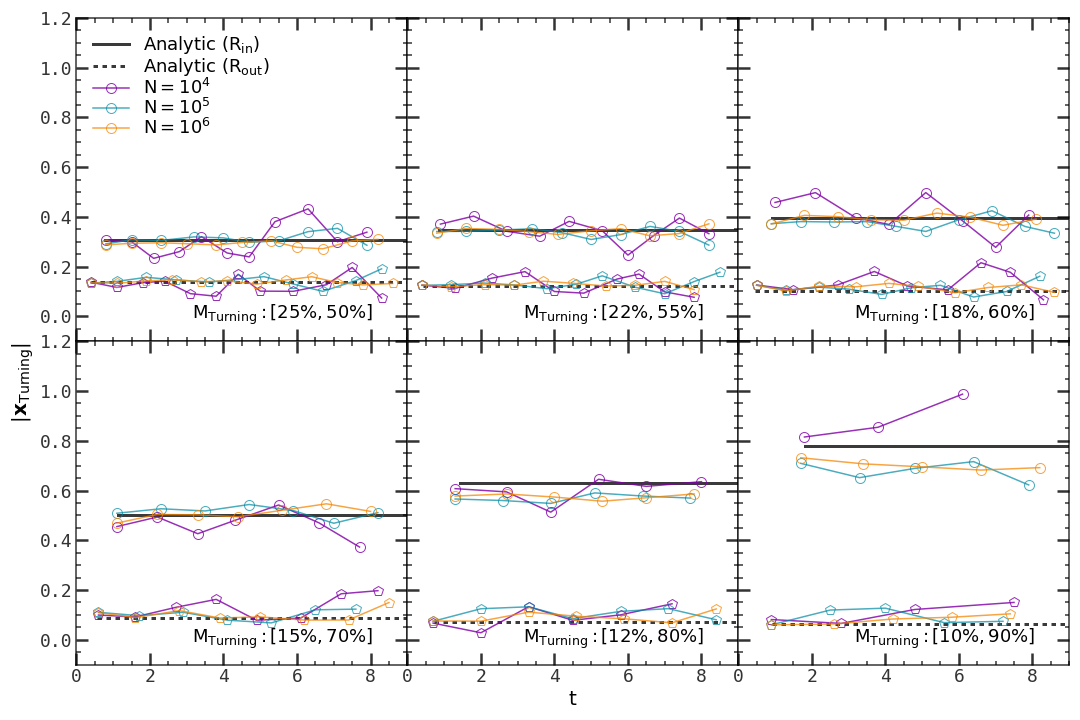 1.2
1.0
0.8
0.6
0.4
0.2
0.0
Analytic (R_in)
Analytic (R_out)
N = 10^4
N = 10^5
N = 10^6
M_Turning : [25%, 50%]
M_Turning : [22%, 55%]
M_Turning : [18%, 60%]
|x_Turning|
1.2
1.0
0.8
0.6
0.4
0.2
0.0
M_Turning : [15%, 70%]
M_Turning : [12%, 80%]
M_Turning : [10%, 90%]
0 2 4 6 8 0 2 4 6 8 0 2 4 6 8
t